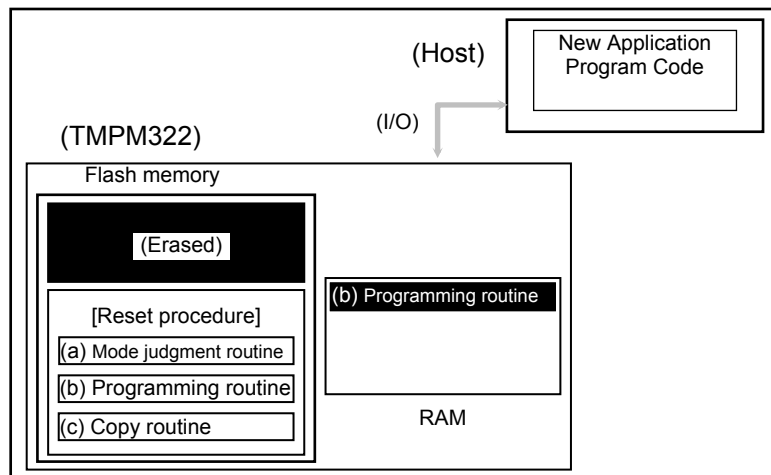 (Host)
New Application
Program Code
(I/O)
(TMPM322)
Flash memory
(Erased)
[Reset procedure]
(a) Mode judgment routine
(b) Programming routine
(c) Copy routine
(b) Programming routine
RAM